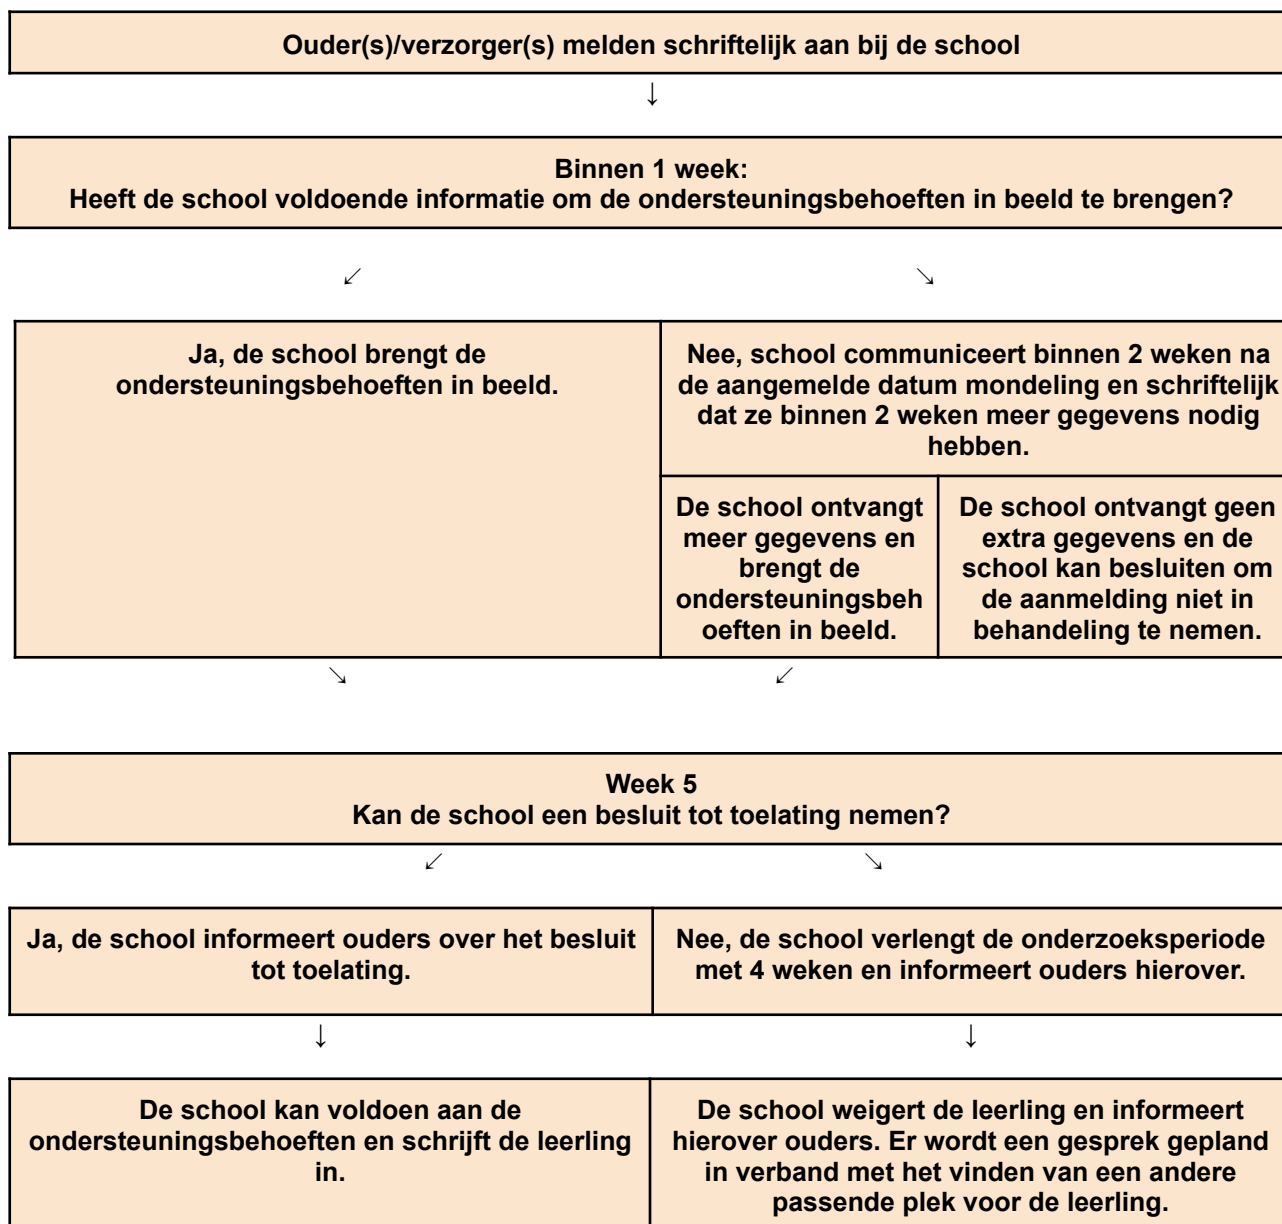 Ouder(s)/verzorger(s) melden schriftelijk aan bij de school
↓
Binnen 1 week:
Heeft de school voldoende informatie om de ondersteuningsbehoeften in beeld te brengen?
↙ ↘
Ja, de school brengt de
ondersteuningsbehoeften in beeld.
Nee, school communiceert binnen 2 weken na
de aangemelde datum mondeling en schriftelijk
dat ze binnen 2 weken meer gegevens nodig
hebben.
De school ontvangt
meer gegevens en
brengt de
ondersteuningsbeh
oeften in beeld.
De school ontvangt geen
extra gegevens en de
school kan besluiten om
de aanmelding niet in
behandeling te nemen.
↘ ↙
Week 5
Kan de school een besluit tot toelating nemen?
↙ ↘
Ja, de school informeert ouders over het besluit
tot toelating.
Nee, de school verlengt de onderzoeksperiode
met 4 weken en informeert ouders hierover.
↓ ↓
De school kan voldoen aan de
ondersteuningsbehoeften en schrijft de leerling
in.
De school weigert de leerling en informeert
hierover ouders. Er wordt een gesprek gepland
in verband met het vinden van een andere
passende plek voor de leerling.